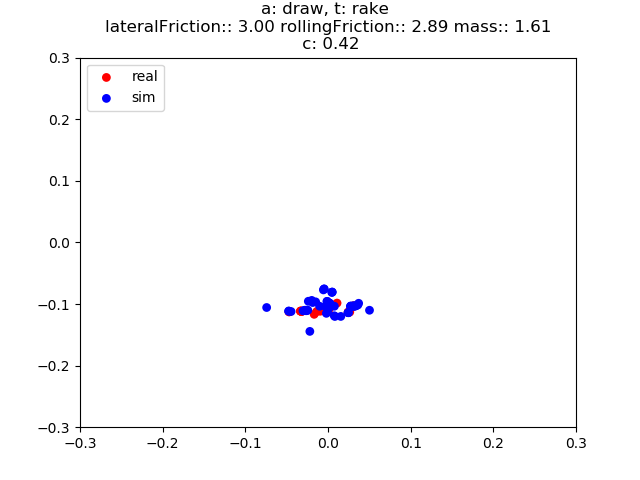 a: draw, t: rake
lateralFriction:: 3.00 rollingFriction:: 2.89 mass:: 1.61
c: 0.42
real
sim
0.3
0.2
0.1
0.0
−0.1
−0.2
−0.3
−0.3
−0.2
−0.1
0.0
0.1
0.2
0.3